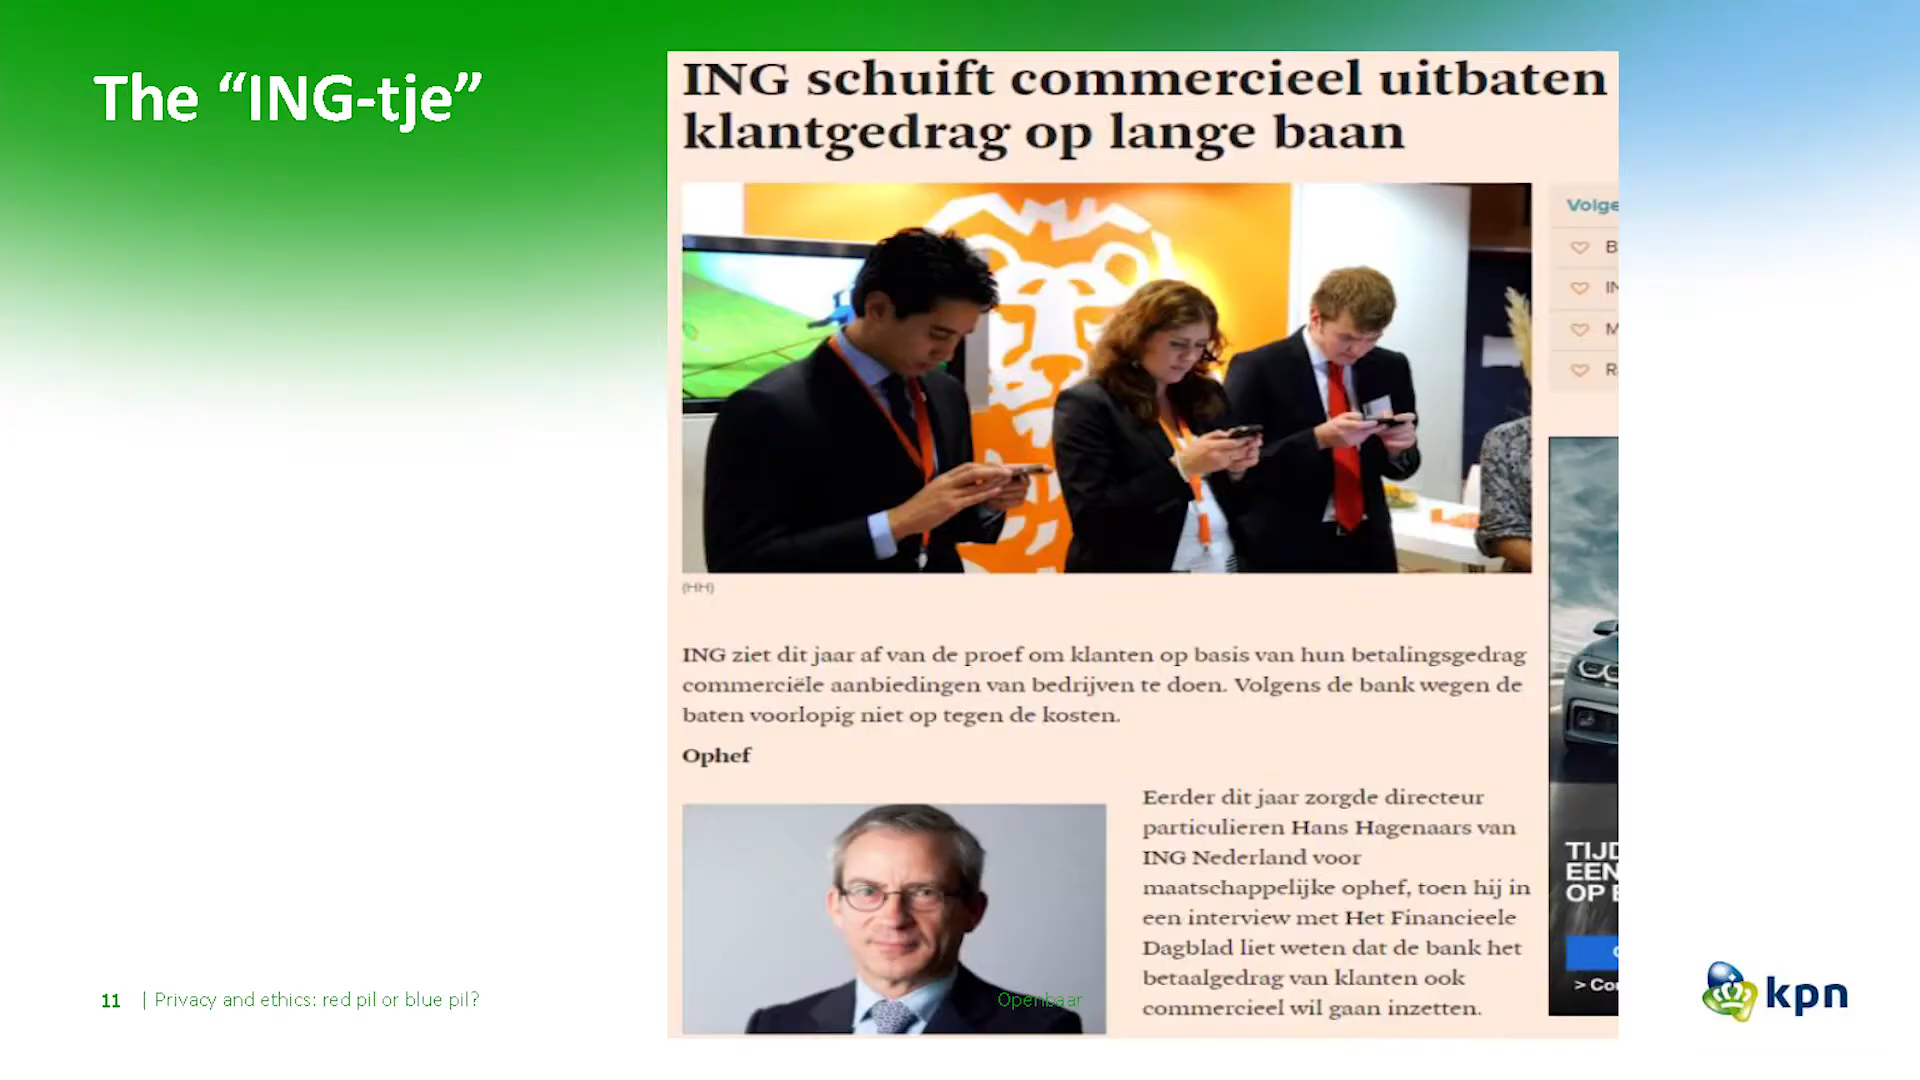 The “ING-tje”
ING schuift commercieel uitbaten
klantgedrag op lange baan
Volge
B
IN
M
R
(HH)
ING ziet dit jaar af van de proef om klanten op basis van hun betalingsgedrag
commerciële aanbiedingen van bedrijven te doen. Volgens de bank wegen de
baten voorlopig niet op tegen de kosten.
Ophef
Eerder dit jaar zorgde directeur
particulieren Hans Hagenaars van
ING Nederland voor
maatschappelijke ophef, toen hij in
een interview met Het Financieele
Dagblad liet weten dat de bank het
betaalgedrag van klanten ook
commercieel wil gaan inzetten.
TIJD
EEN
OP
> Co
11 | Privacy and ethics: red pil or blue pil?
Openbaar
kpn